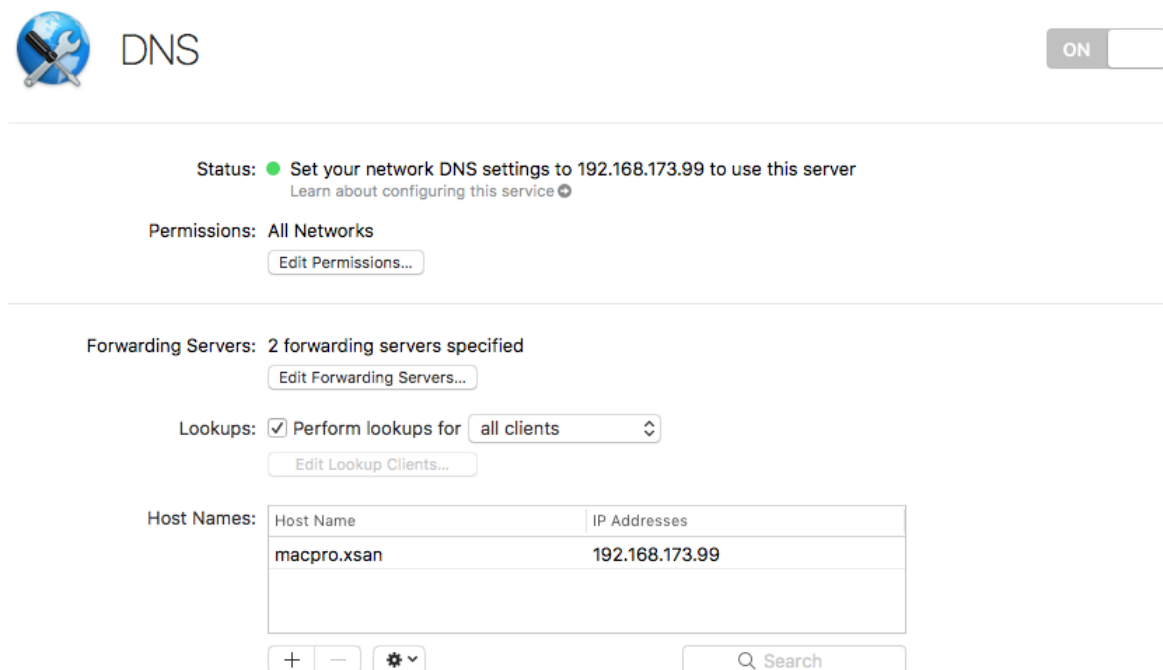 DNS
ON
Status: Set your network DNS settings to 192.168.173.99 to use this server
Learn about configuring this service
Permissions: All Networks
Edit Permissions...
Forwarding Servers: 2 forwarding servers specified
Edit Forwarding Servers...
Lookups: Perform lookups for all clients
Edit Lookup Clients...
Host Names: Host Name IP Addresses
macpro.xsan 192.168.173.99
Search